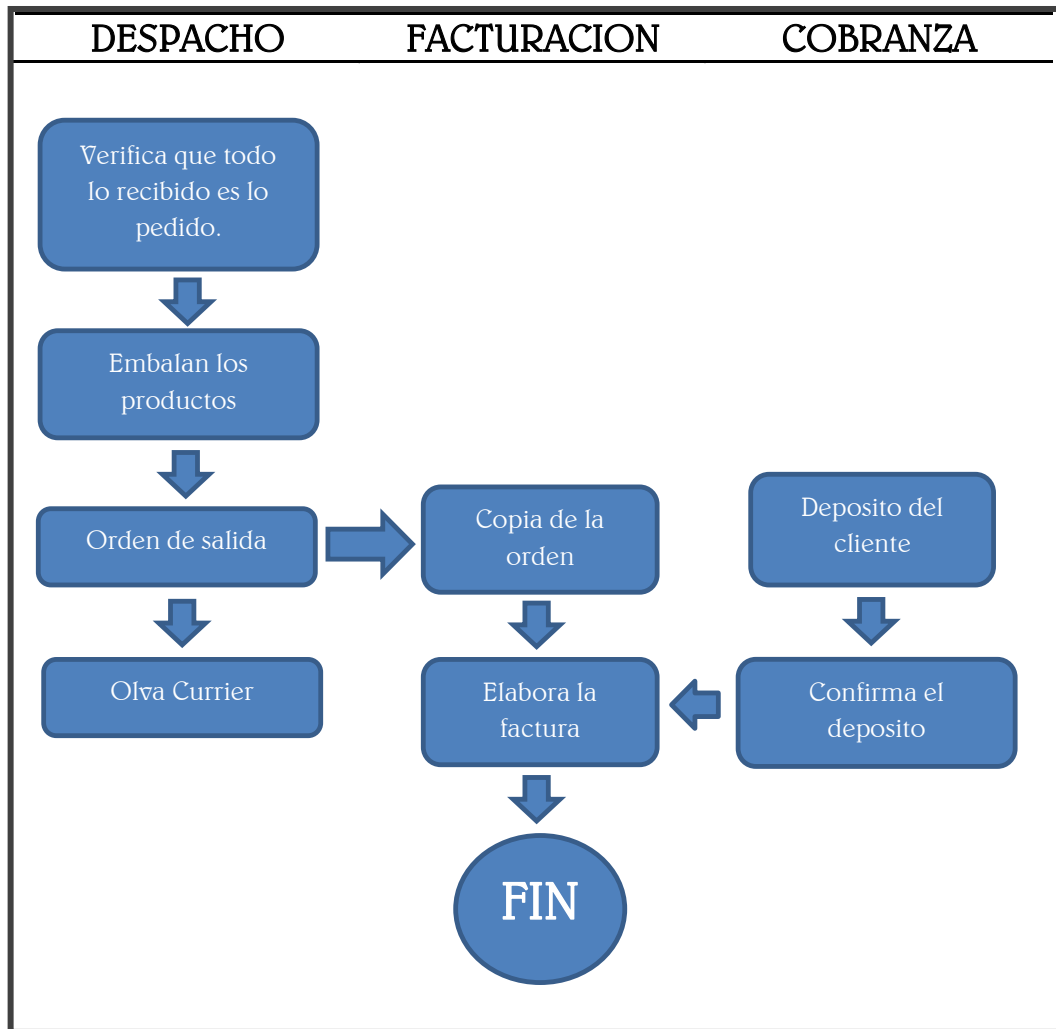 DESPACHO FACTURACION COBRANZA
Verifica que todo
lo recibido es lo
pedido.
Embalan los
productos
Orden de salida
Olva Currier
Copia de la
orden
Elabora la
factura
FIN
Deposito del
cliente
Confirma el
deposito